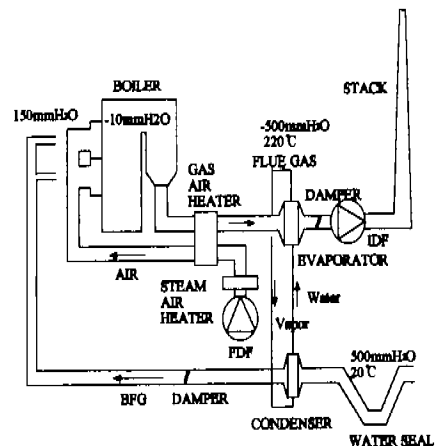 BOILER
150mmH2O
-10mmH2O
STACK
-500mmH2O
220℃
FLUE GAS
GAS
AIR
HEATER
DAMPER
IDF
EVAPORATOR
AIR
STEAM
AIR
HEATER
Water
Vapor
FDF
500mmH2O
20℃
BFG
DAMPER
CONDENSER
WATER SEAL